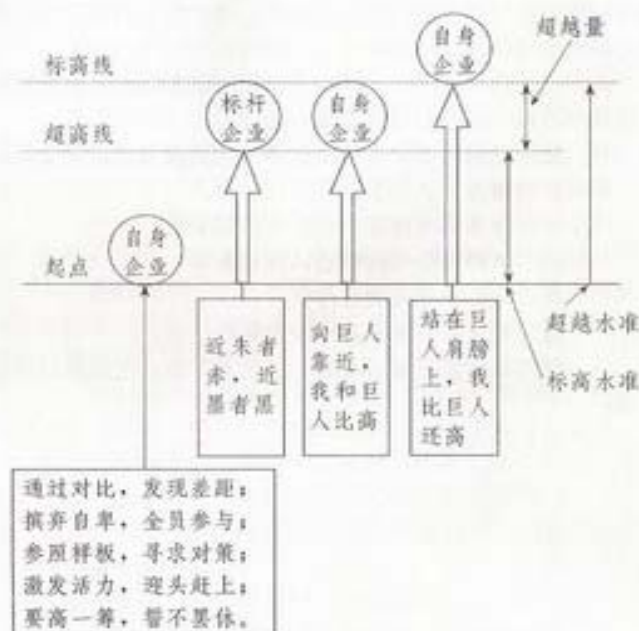 自身
企业
超越量
标高线
标杆
企业
自身
企业
超高线
自身
企业
起点
近朱者
赤，近
墨者黑
向巨人
靠近，
我和巨
人比高
站在巨
人肩膀
上，我
比巨人
还高
超越水准
标高水准
通过对比，发现差距；
摈弃自卑，全员参与；
参照样板，寻求对策；
激发活力，迎头赶上；
要高一筹，誓不罢休。